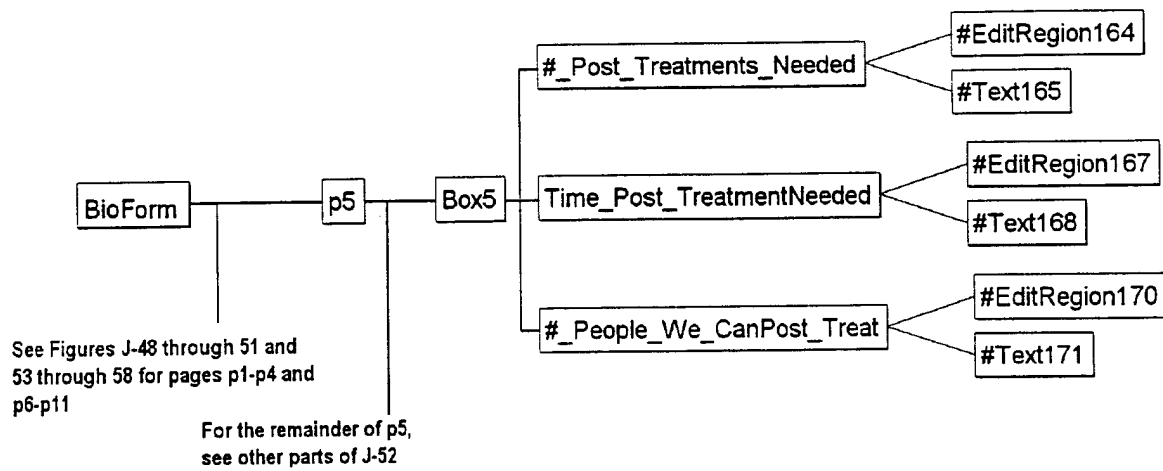 #EditRegion164
#_Post_Treatments_Needed
#Text165
#EditRegion167
BioForm
p5
Box5
Time_Post_TreatmentNeeded
#Text168
#EditRegion170
#_People_We_CanPost_Treat
#Text171
See Figures J-48 through 51 and
53 through 58 for pages p1-p4 and
p6-p11
For the remainder of p5,
see other parts of J-52